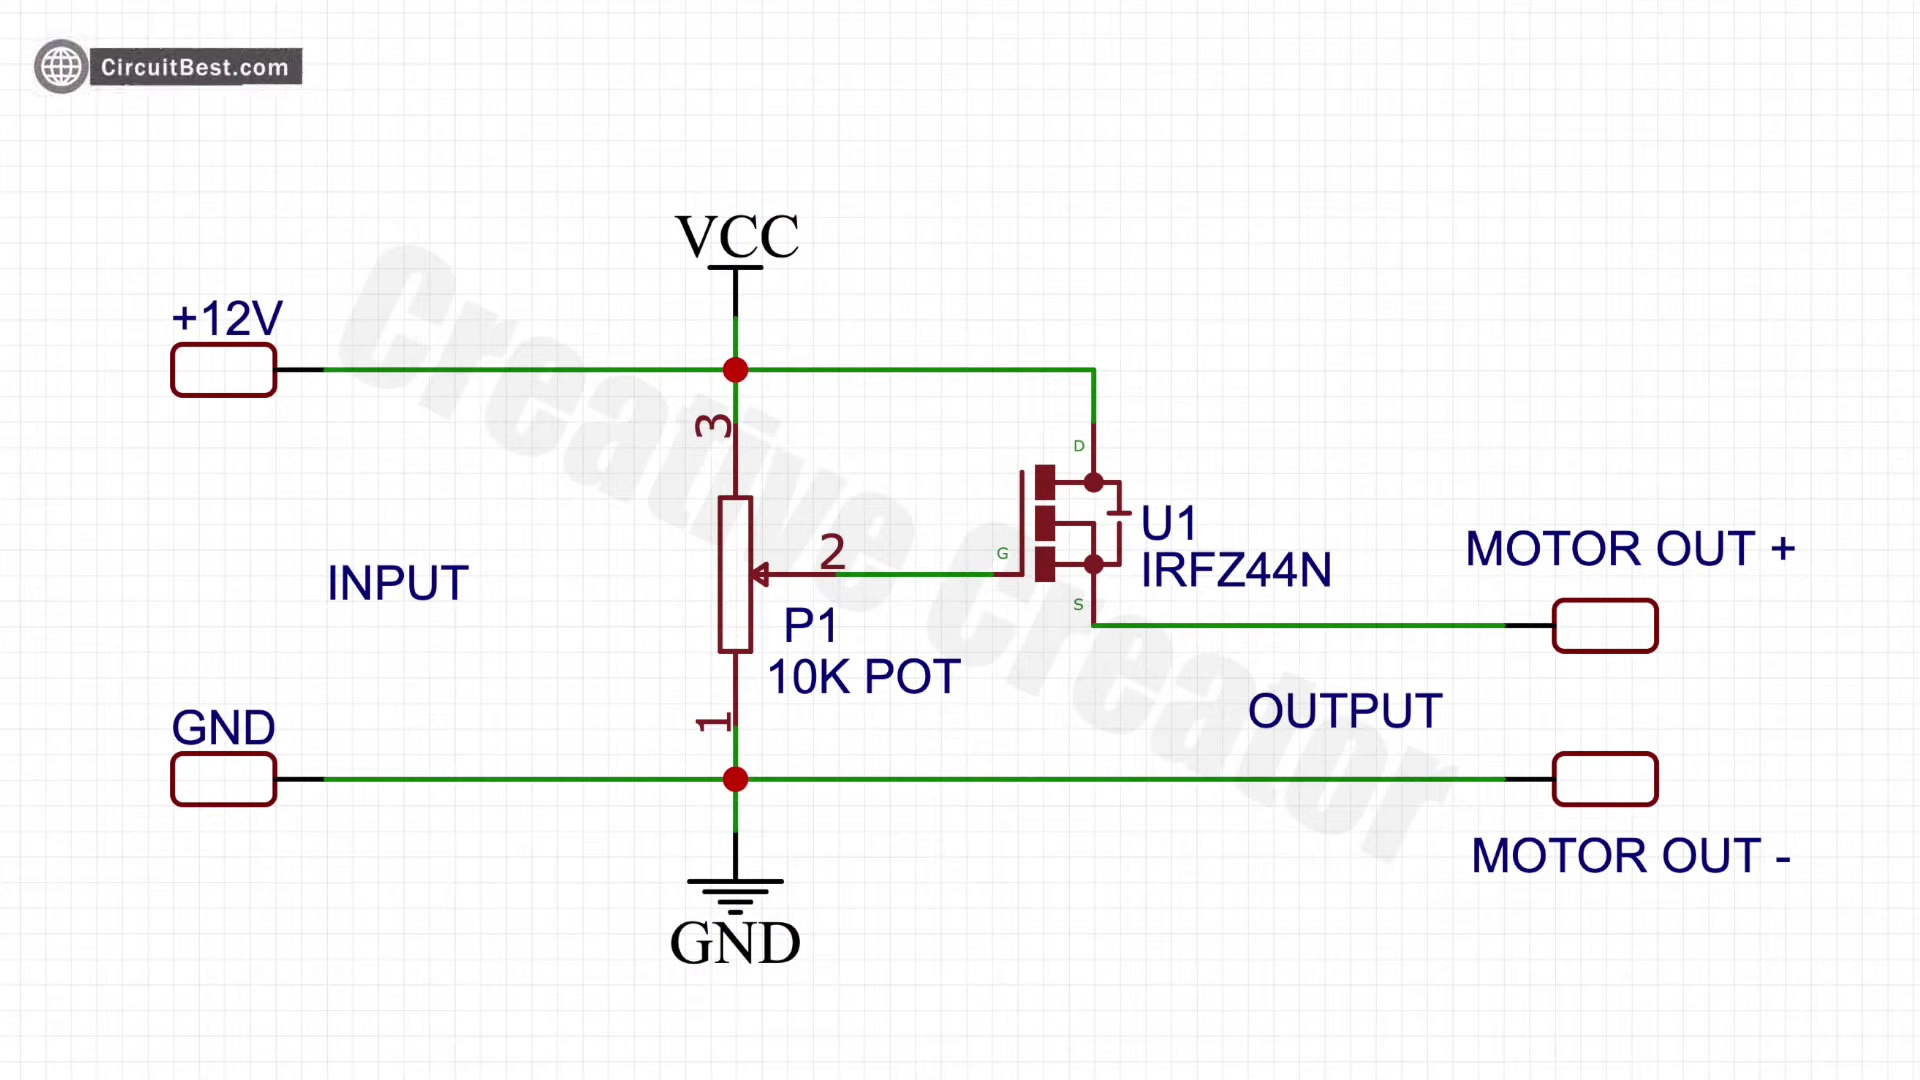 CircuitBest.com
VCC
+12V
3
D
U1
IRFZ44N
MOTOR OUT +
G
2
INPUT
S
P1
10K POT
OUTPUT
1
GND
MOTOR OUT -
GND
Creative Creator